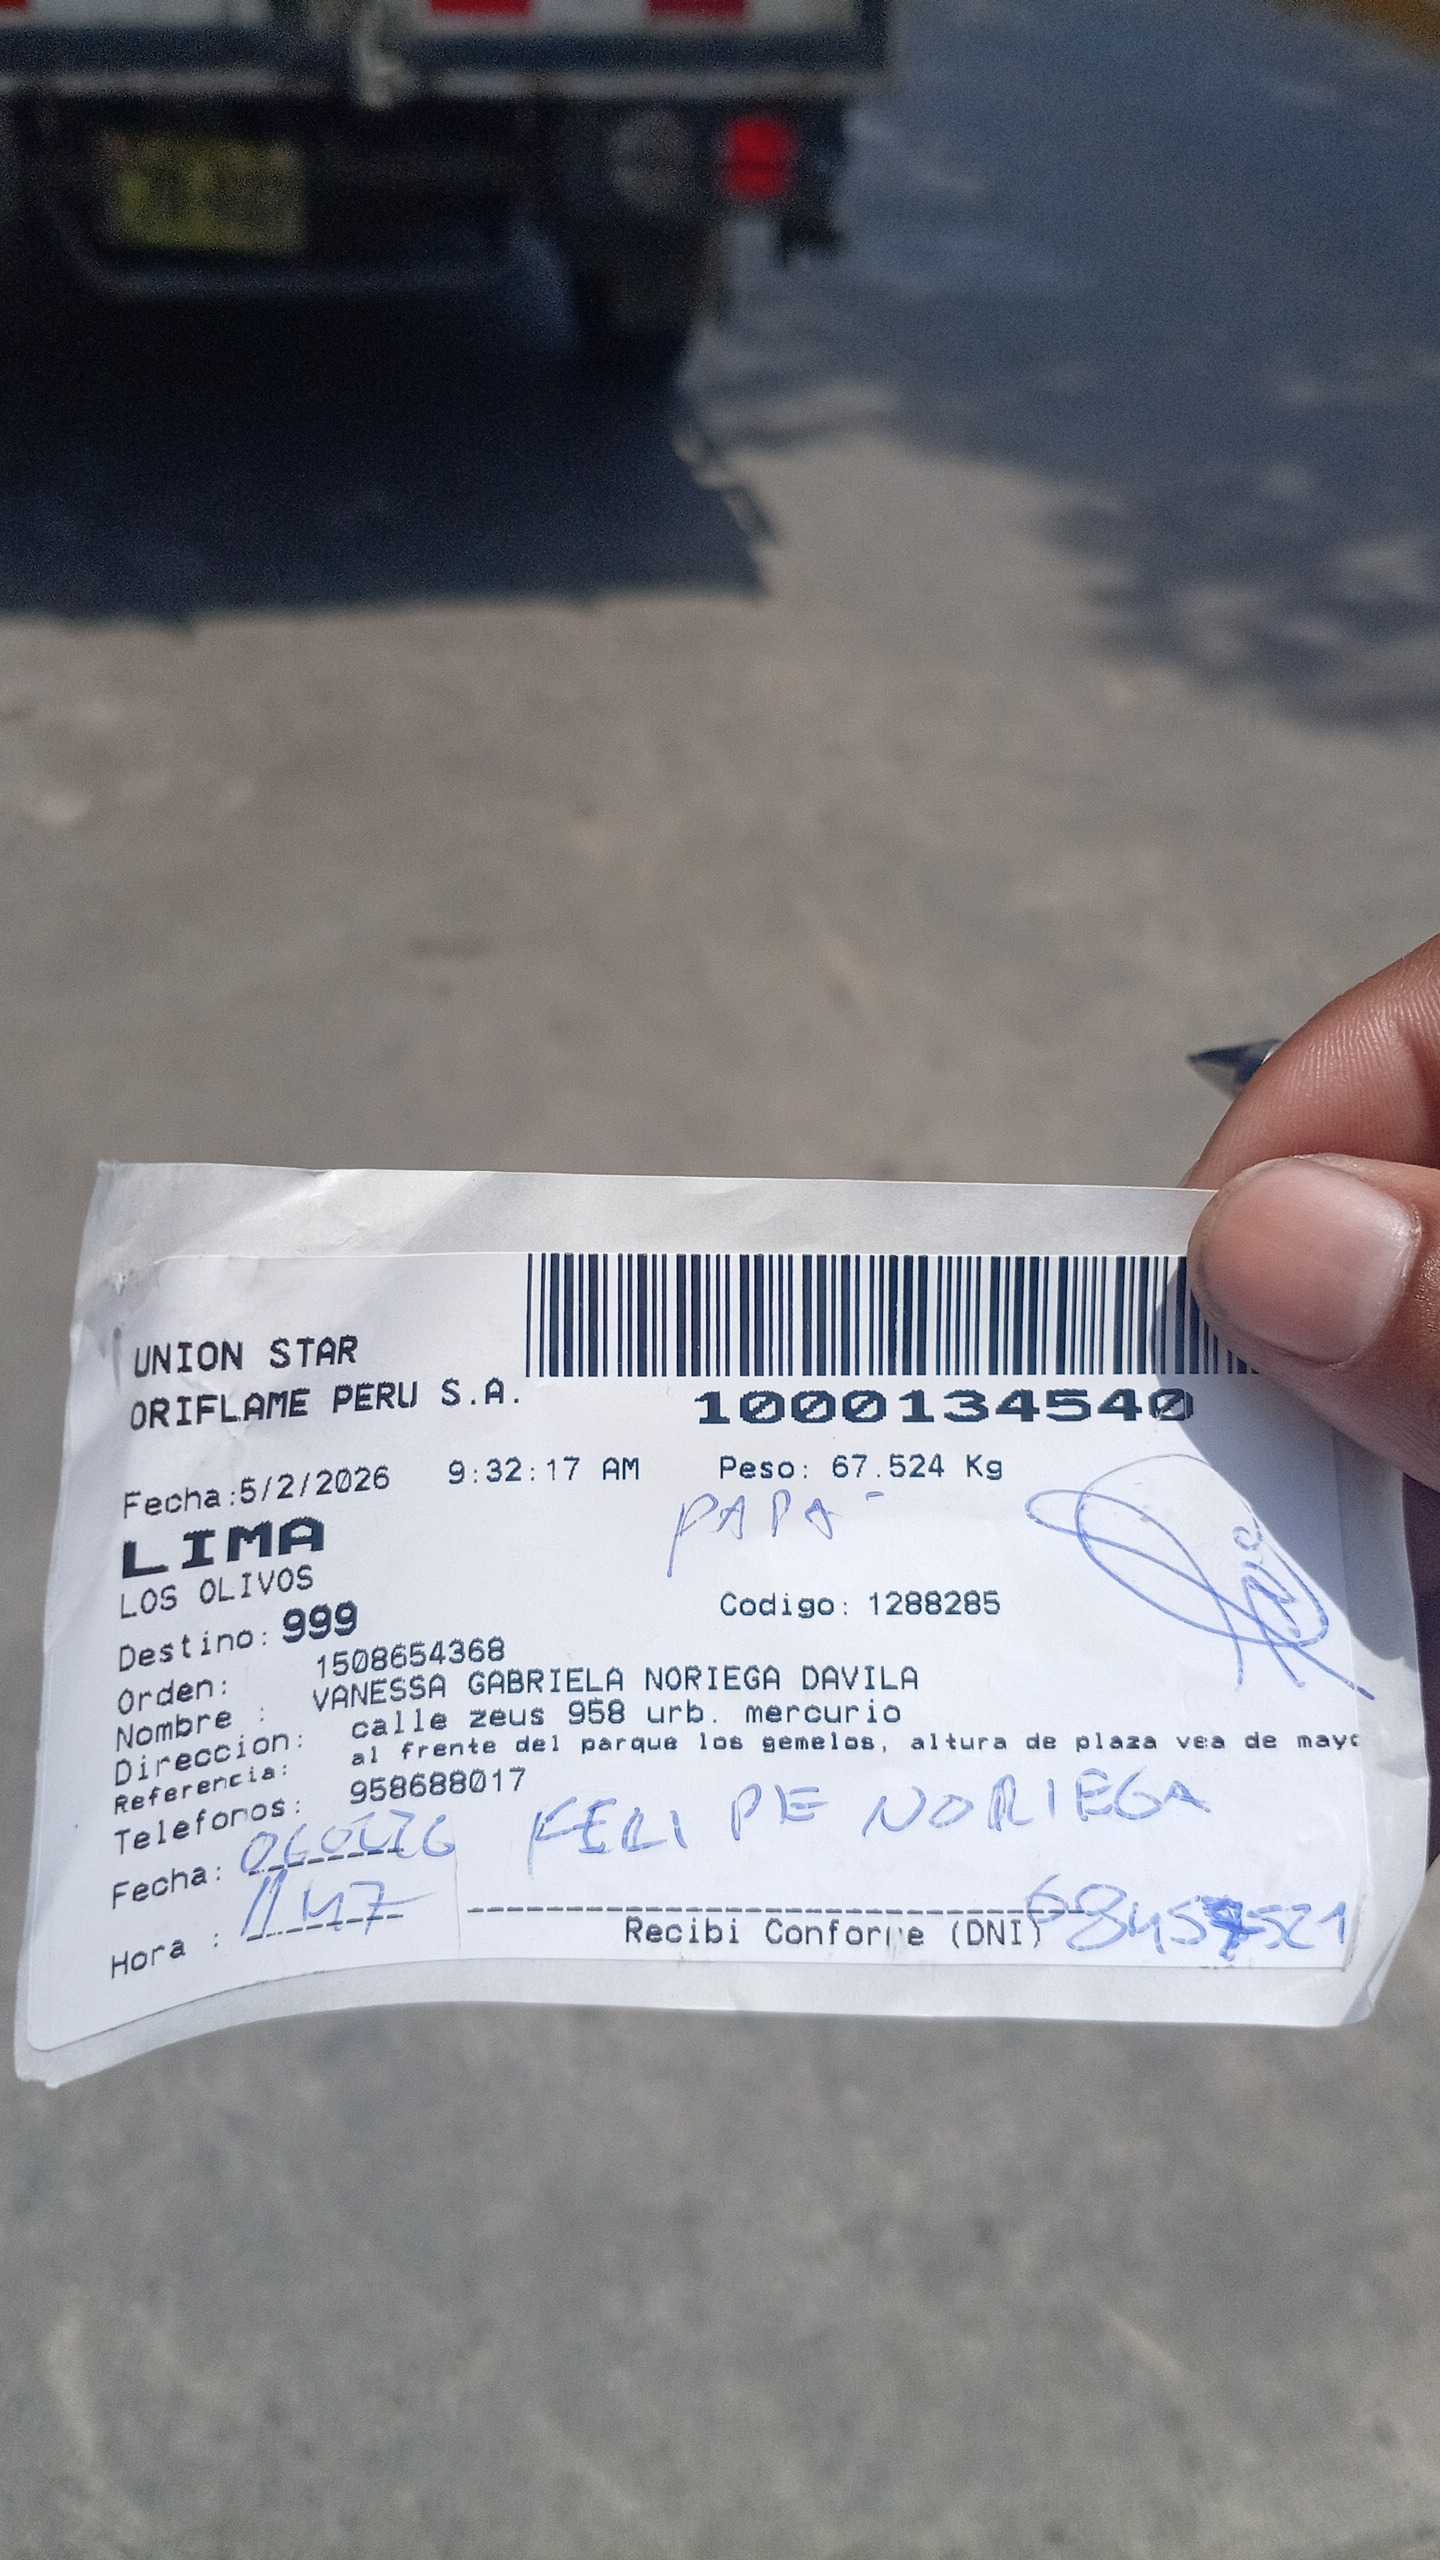 UNION STAR
ORIFLAME PERU S.A.
1000134540
Fecha:5/2/2026 9:32:17 AM Peso: 67.524 Kg
LIMA
PAPA
LOS OLIVOS
Destino: 999 Codigo: 1288285
Orden: 1508654368
Nombre : VANESSA GABRIELA NORIEGA DAVILA
Direccion: calle zeus 958 urb. mercurio
Referencia: al frente del parque los gemelos, altura de plaza vea de mayo
Telefonos: 958688017
Fecha: FELIPE NORIEGA
Hora : 1147
Recibi Conforme (DNI)